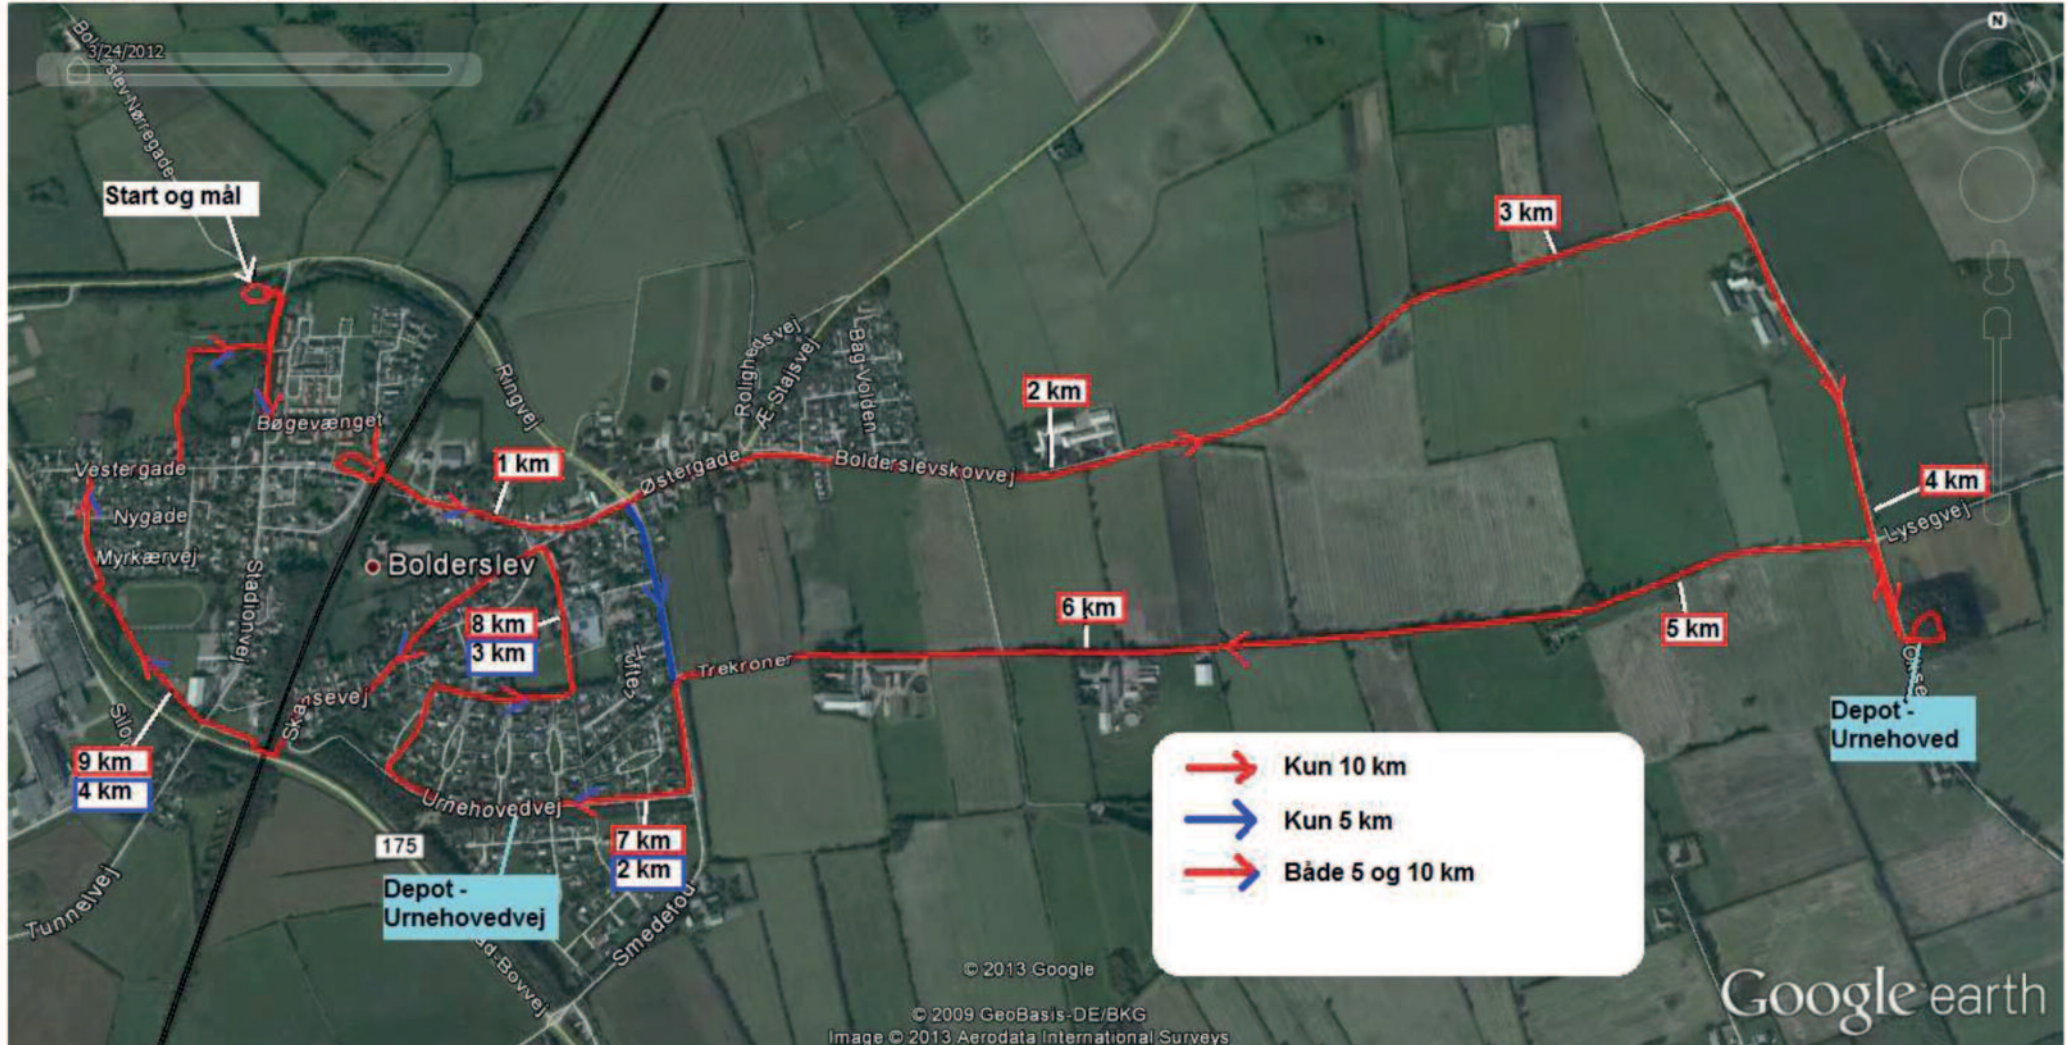 3/24/2012
N
Start og mål
3 km
Rolighedsvej
Æ Stajsvej
Bag-Volden
Ringvej
2 km
Bøgevænget
Vestergade
1 km
Østergade
Bolderslevskovvej
4 km
Nygade
Lysegvej
Myrkærvej
Bolderslev
Stadionvej
8 km
3 km
6 km
5 km
Trekroner
Skansevej
Depot -
Urnehoved
9 km
4 km
Urnehovedvej
Kun 10 km
Kun 5 km
Både 5 og 10 km
7 km
2 km
175
Depot -
Urnehovedvej
Tunnelvej
© 2013 Google
Google earth
© 2009 GeoBasis-DE/BKG
Image © 2013 Aerodata International Surveys